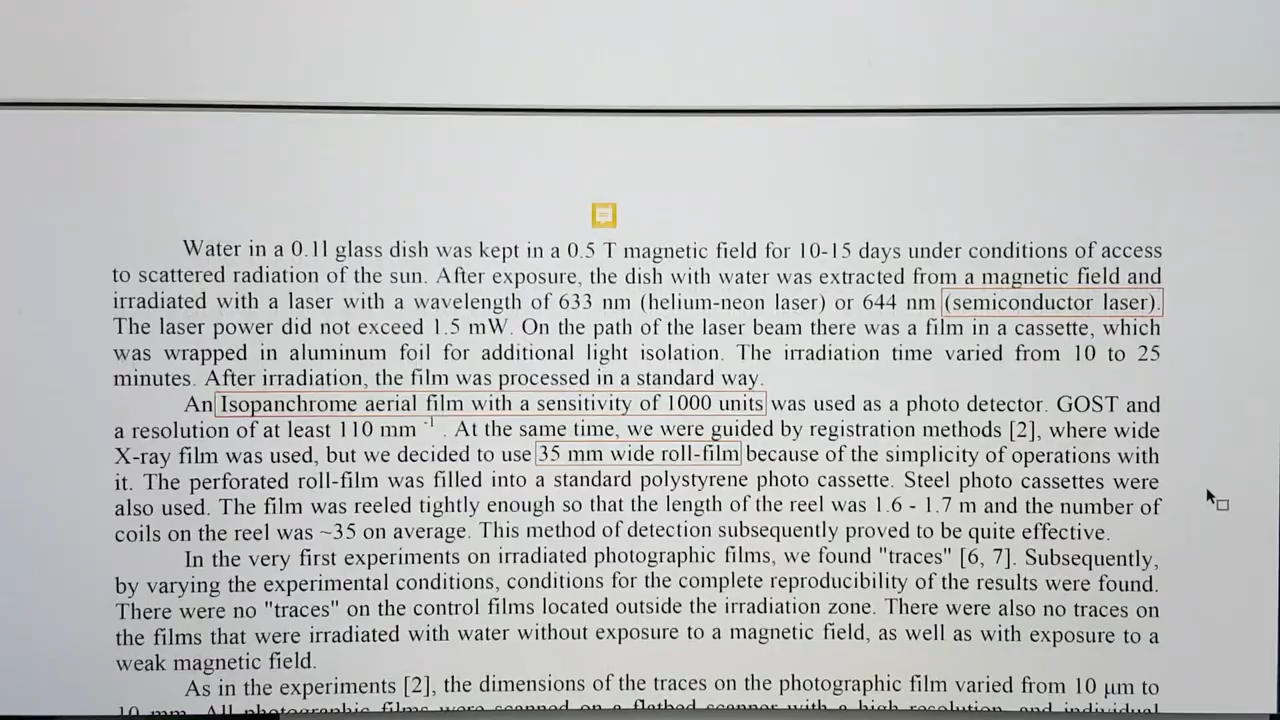 Water in a 0.1l glass dish was kept in a 0.5 T magnetic field for 10-15 days under conditions of access
to scattered radiation of the sun. After exposure, the dish with water was extracted from a magnetic field and
irradiated with a laser with a wavelength of 633 nm (helium-neon laser) or 644 nm (semiconductor laser).
The laser power did not exceed 1.5 mW. On the path of the laser beam there was a film in a cassette, which
was wrapped in aluminum foil for additional light isolation. The irradiation time varied from 10 to 25
minutes. After irradiation, the film was processed in a standard way.
An Isopanchrome aerial film with a sensitivity of 1000 units was used as a photo detector. GOST and
a resolution of at least 110 mm -1 . At the same time, we were guided by registration methods [2], where wide
X-ray film was used, but we decided to use 35 mm wide roll-film because of the simplicity of operations with
it. The perforated roll-film was filled into a standard polystyrene photo cassette. Steel photo cassettes were
also used. The film was reeled tightly enough so that the length of the reel was 1.6 - 1.7 m and the number of
coils on the reel was ~35 on average. This method of detection subsequently proved to be quite effective.
In the very first experiments on irradiated photographic films, we found "traces" [6, 7]. Subsequently,
by varying the experimental conditions, conditions for the complete reproducibility of the results were found.
There were no "traces" on the control films located outside the irradiation zone. There were also no traces on
the films that were irradiated with water without exposure to a magnetic field, as well as with exposure to a
weak magnetic field.
As in the experiments [2], the dimensions of the traces on the photographic film varied from 10 μm to
10 mm. All photographic films were scanned on a flatbed scanner with a high resolution, and individual